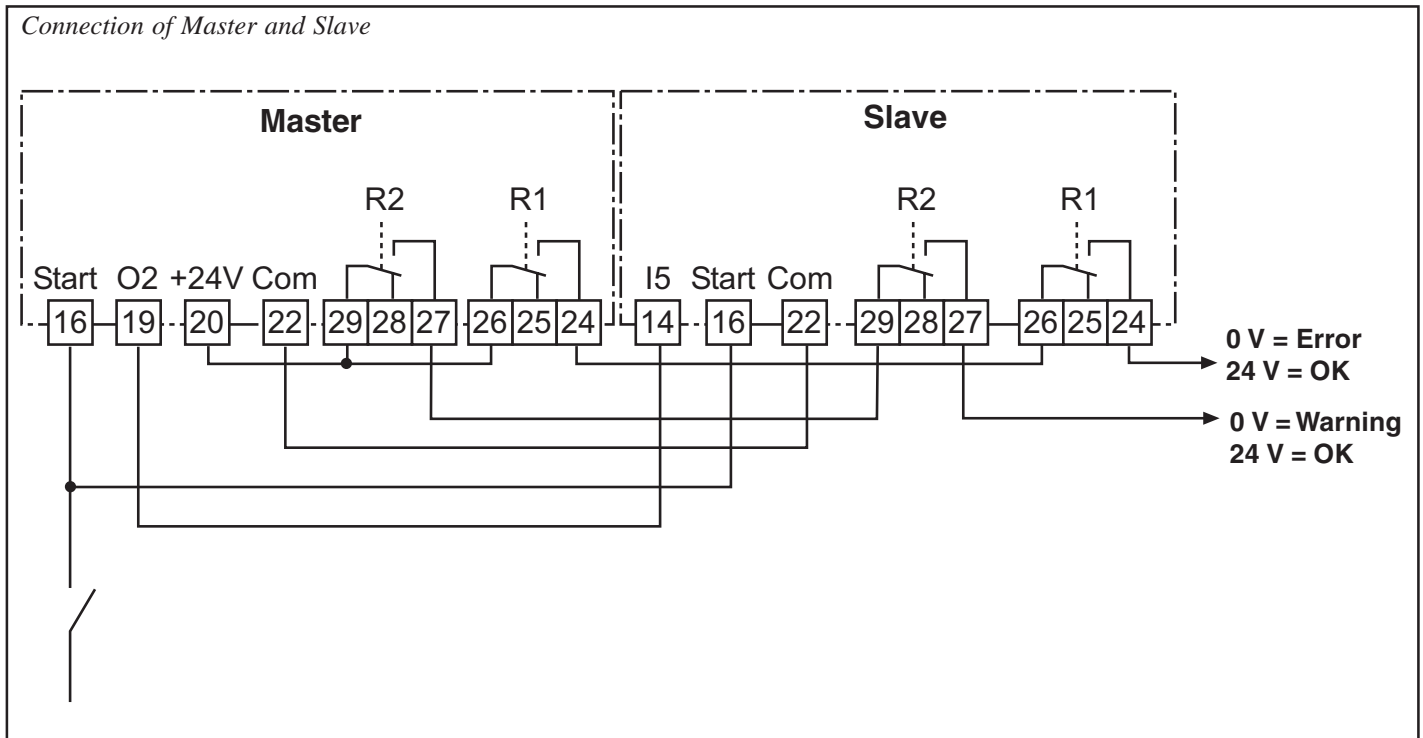 Connection of Master and Slave
Master
Slave
R2
R1
R2
R1
Start O2 +24V Com
I5 Start Com
16 19 20 22 29 28 27 26 25 24
14 16 22 29 28 27 26 25 24
0 V = Error
24 V = OK
0 V = Warning
24 V = OK